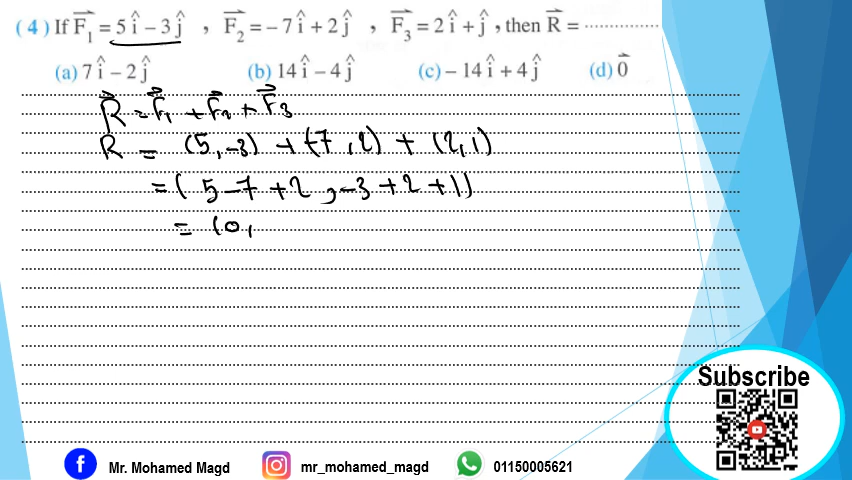 ( 4 ) If F₁ = 5 î – 3 ĵ , F₂ = – 7 î + 2 ĵ , F₃ = 2 î + ĵ , then R = ...............
(a) 7 î – 2 ĵ (b) 14 î – 4 ĵ (c) – 14 î + 4 ĵ (d) 0
R = F₁ + F₂ + F₃
R = (5, -3) + (-7, 2) + (2, 1)
= ( 5 -7 +2 , -3 +2 +1)
= (0,
Subscribe
Mr. Mohamed Magd mr_mohamed_magd 01150005621